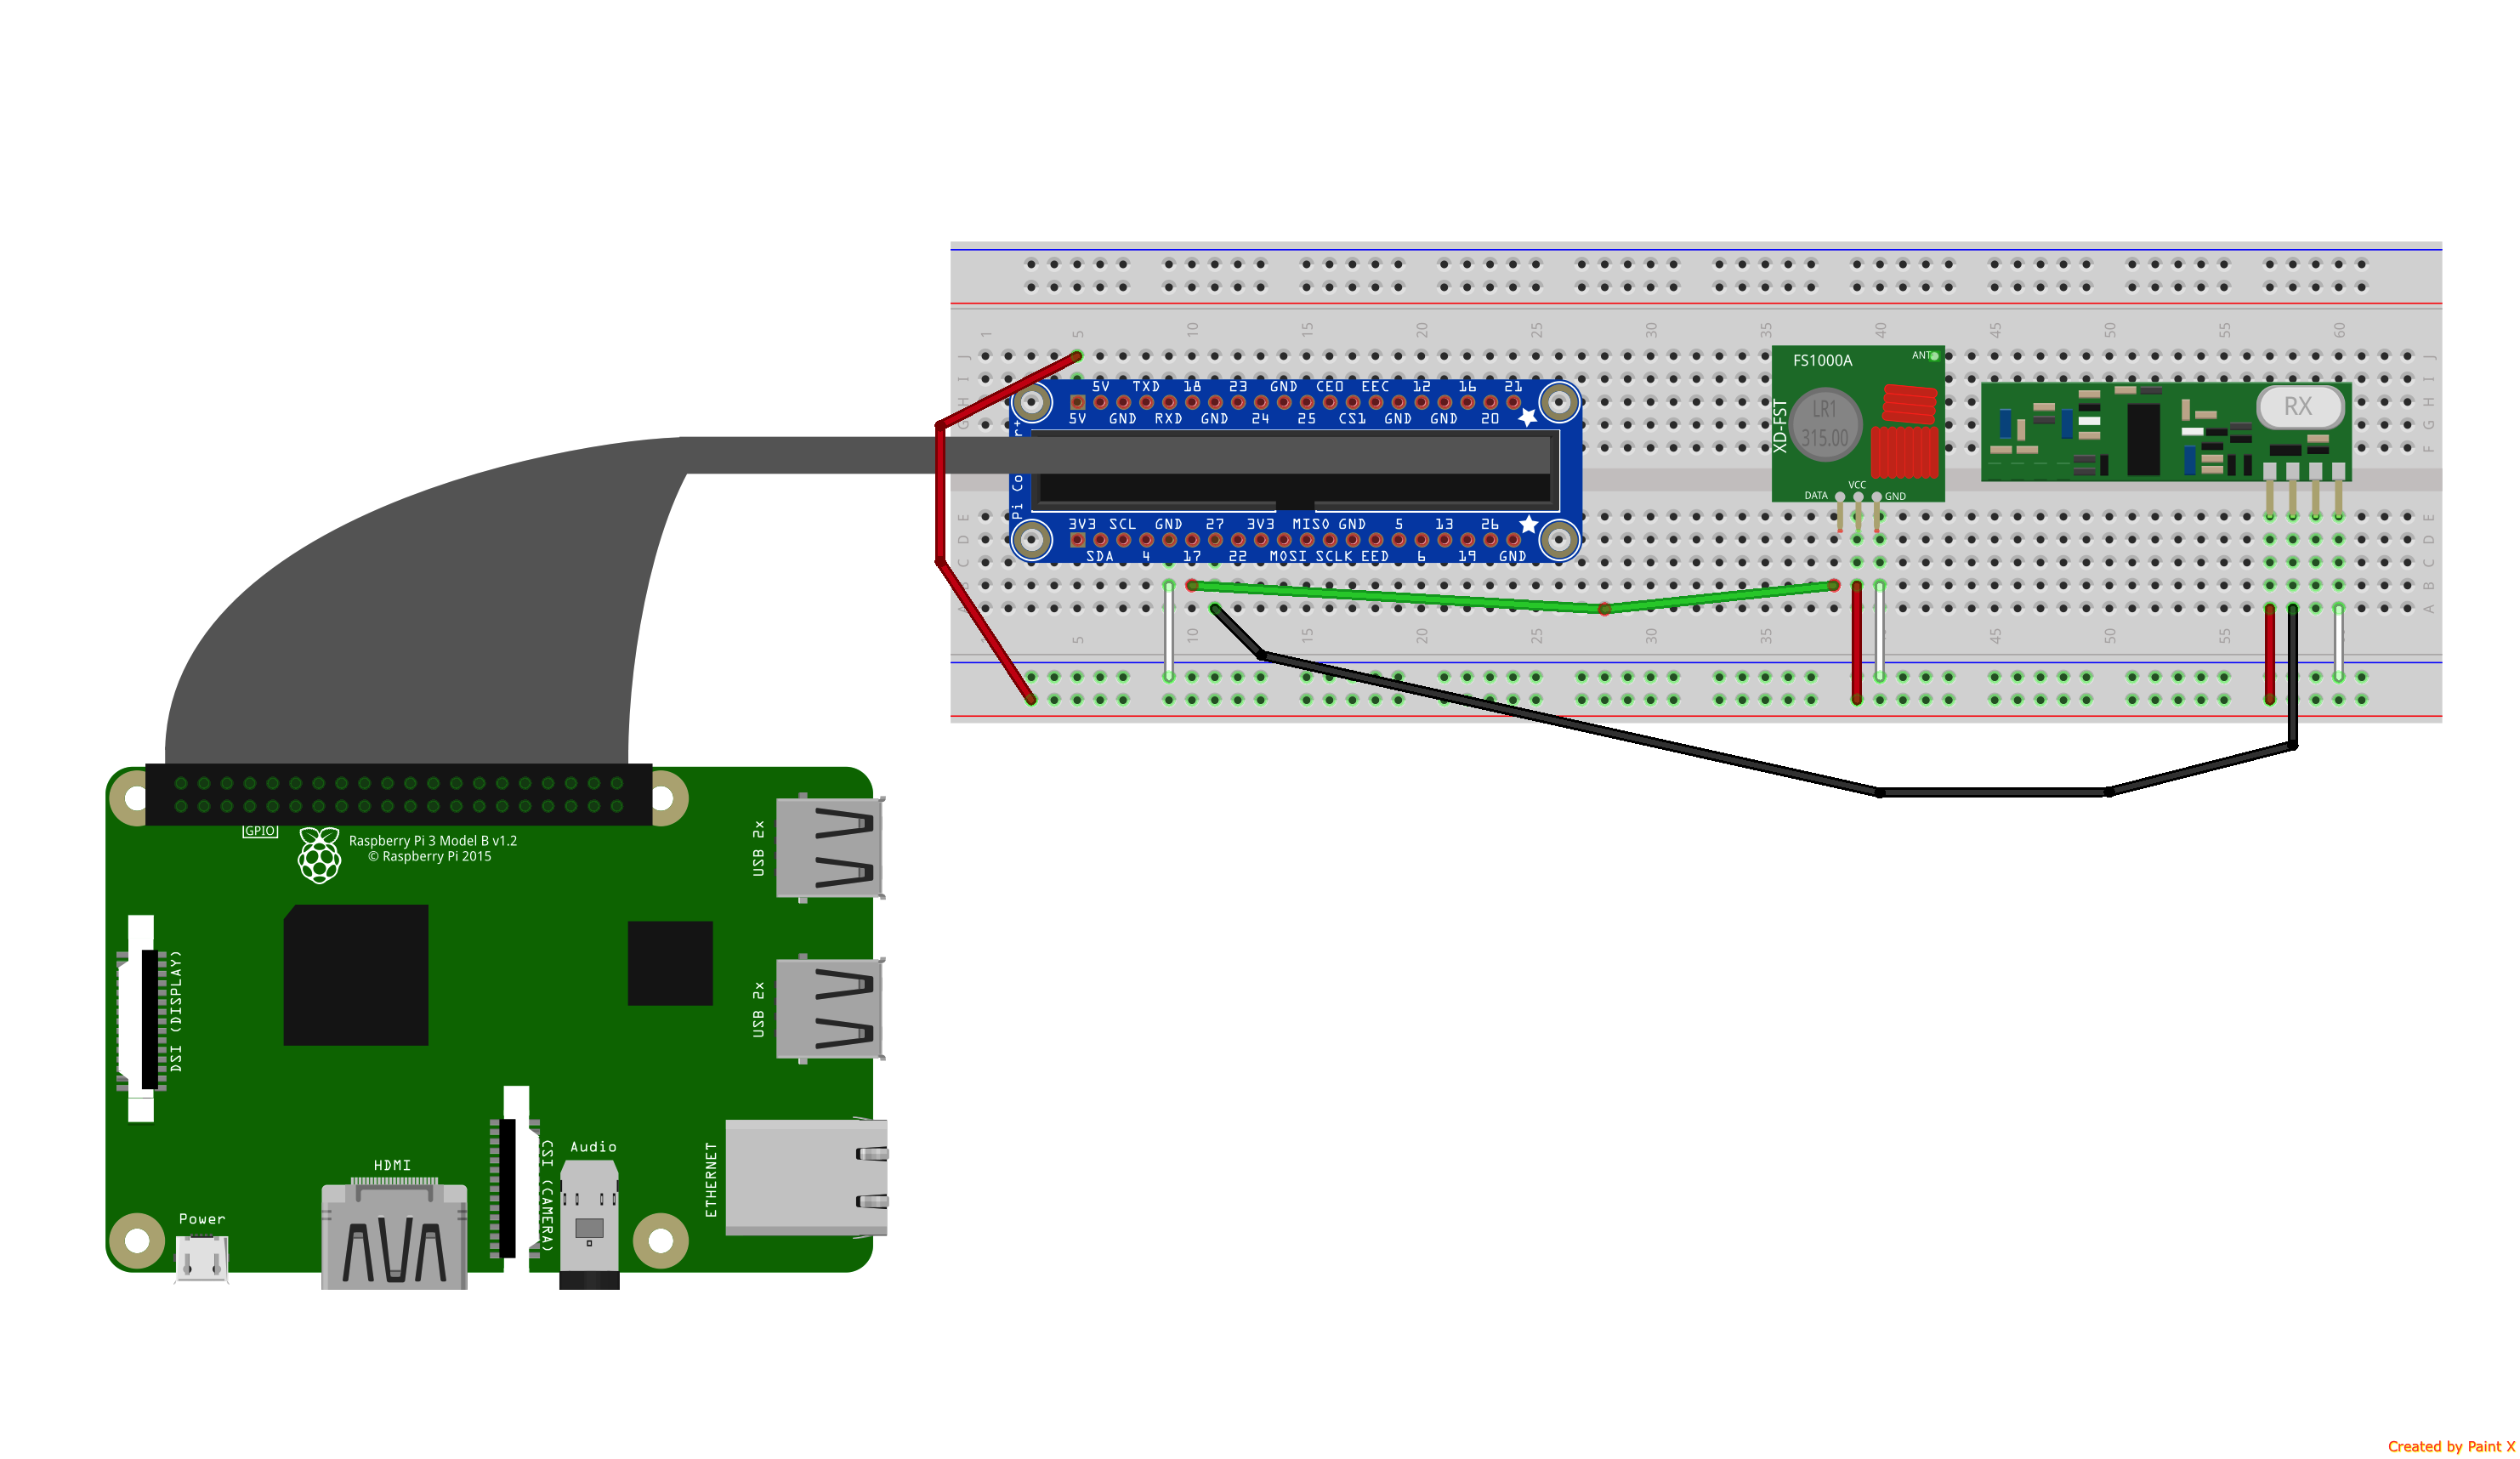 1 5 10 15 20 25 30 35 40 45 50 55 60
J J
I I
H H
G G
F F
5V TXD 18 23 GND CE0 EEC 12 16 21
5V GND RXD GND 24 25 CS1 GND GND 20
Pi Co r+
3V3 SCL GND 27 3V3 MISO GND 5 13 26
SDA 4 17 22 MOSI SCLK EED 6 19 GND
FS1000A
ANT
XD-FST
LR1
315.00
DATA VCC GND
RX
E E
D D
C C
B B
A A
5 10 15 20 25 30 35 45 50 55
GPIO
Raspberry Pi 3 Model B v1.2
© Raspberry Pi 2015
USB 2x
USB 2x
DSI (DISPLAY)
CSI (CAMERA)
Audio
ETHERNET
HDMI
Power
Created by Paint X